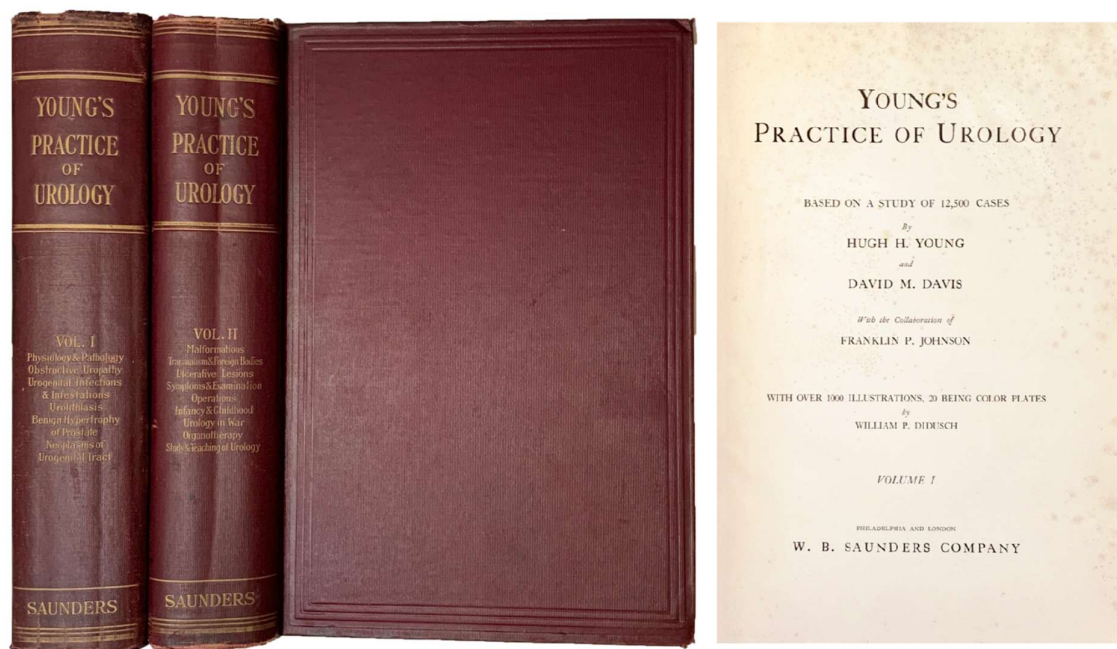 YOUNG'S
PRACTICE
OF
UROLOGY
VOL. I
Physiology & Pathology
Obstructive Uropathy
Urogenital Infections
& Infestations
Urolithiasis
Benign Hypertrophy
of Prostate
Neoplasms of
Urogenital Tract
SAUNDERS
YOUNG'S
PRACTICE
OF
UROLOGY
VOL. II
Malformations
Traumatism & Foreign Bodies
Ulcerative Lesions
Symptoms & Examination
Operations
Infancy & Childhood
Urology in War
Organotherapy
Study & Teaching of Urology
SAUNDERS
YOUNG'S
PRACTICE OF UROLOGY
BASED ON A STUDY OF 12,500 CASES
By
HUGH H. YOUNG
and
DAVID M. DAVIS
With the Collaboration of
FRANKLIN P. JOHNSON
WITH OVER 1000 ILLUSTRATIONS, 20 BEING COLOR PLATES
by
WILLIAM P. DIDUSCH
VOLUME I
PHILADELPHIA AND LONDON
W. B. SAUNDERS COMPANY